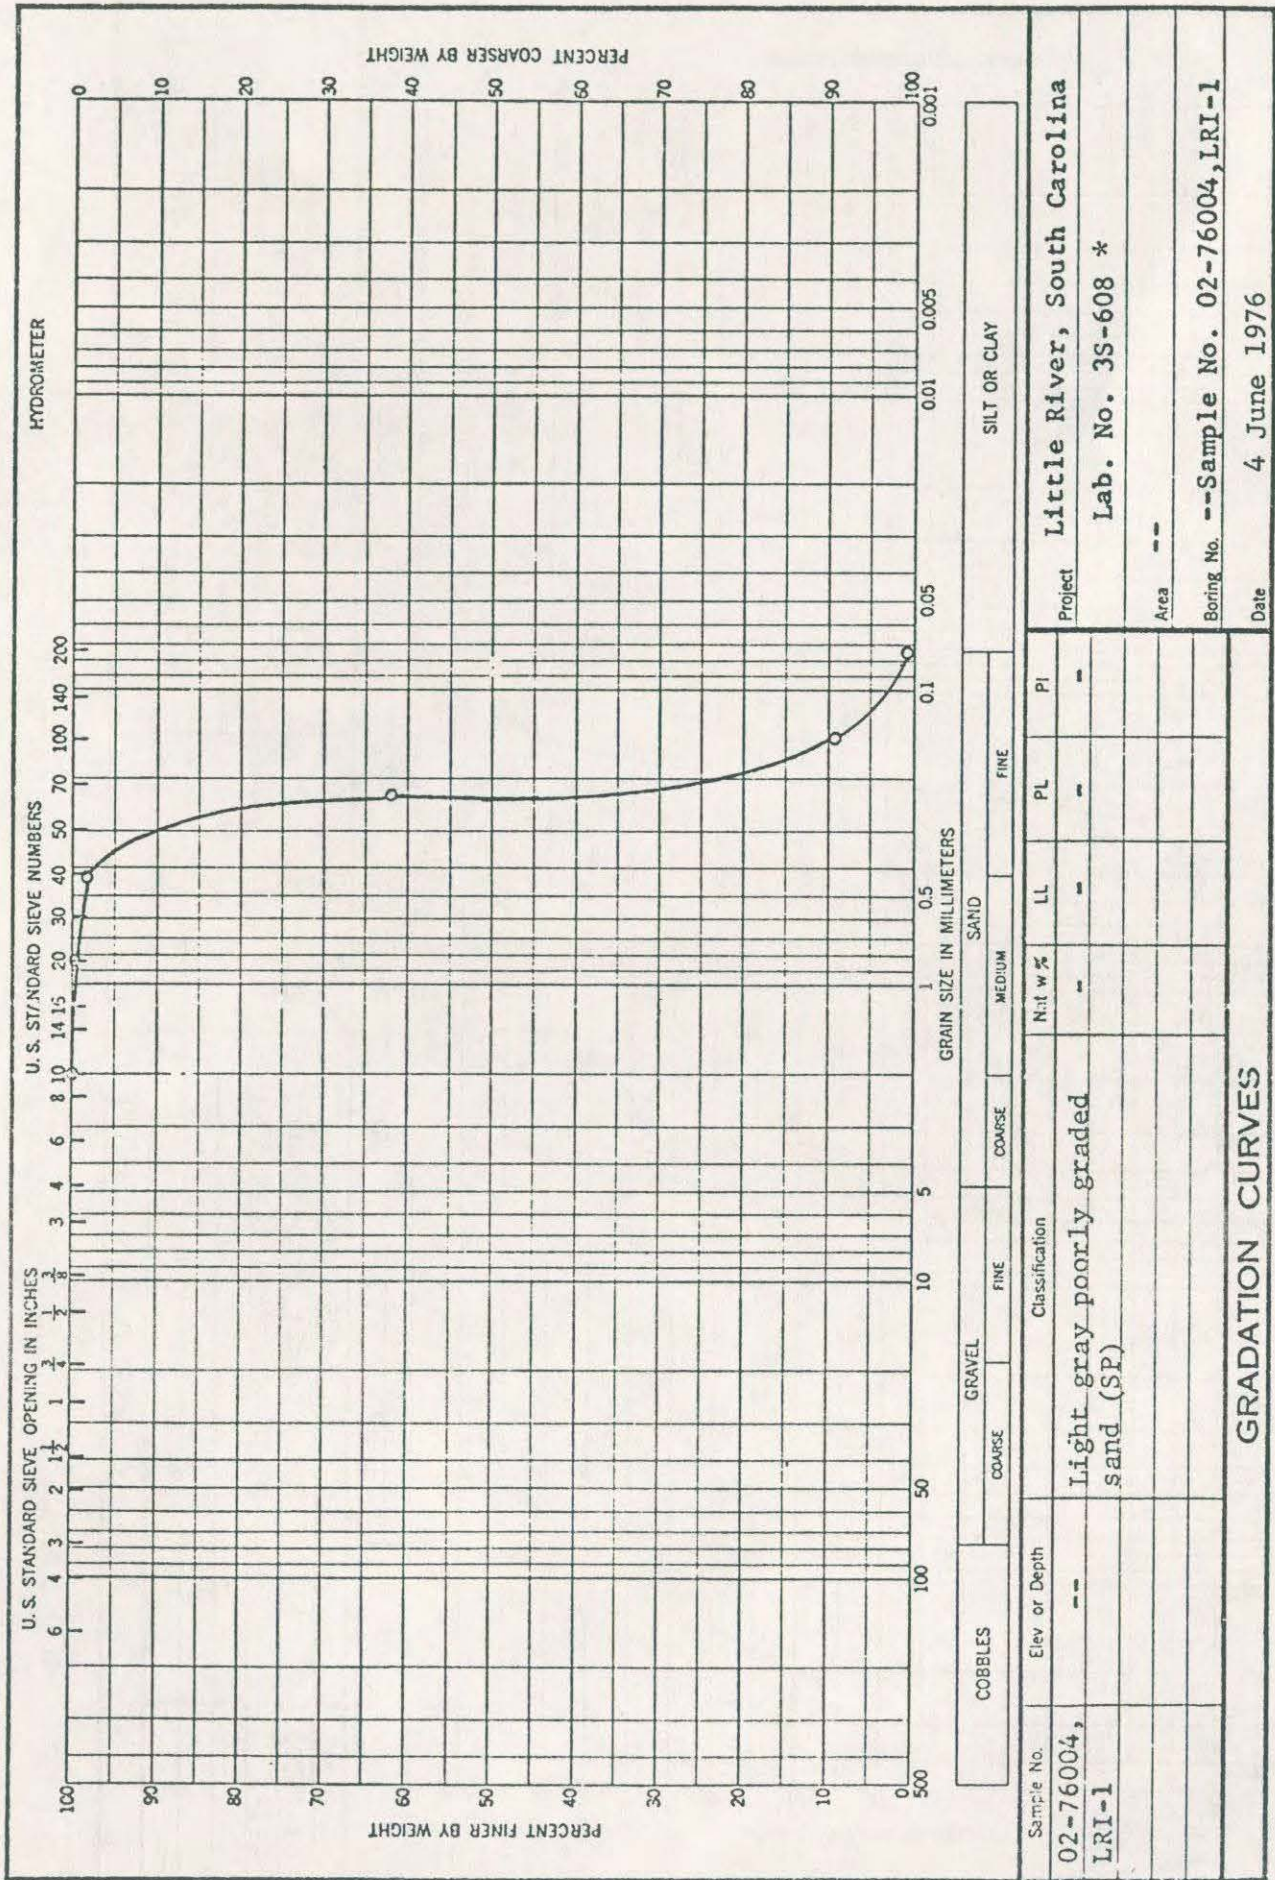 U. S. STANDARD SIEVE OPENING IN INCHES
U. S. STANDARD SIEVE NUMBERS
HYDROMETER
6 4 3 2 1½ 1 ¾ ½ ⅜ 3 4 6 8 10 14 16 20 30 40 50 70 100 140 200
PERCENT FINER BY WEIGHT
100
90
80
70
60
50
40
30
20
10
0
PERCENT COARSER BY WEIGHT
0
10
20
30
40
50
60
70
80
90
100
500 100 50 10 5 1 0.5 0.1 0.05 0.01 0.005 0.001
GRAIN SIZE IN MILLIMETERS
COBBLES GRAVEL SAND SILT OR CLAY
COARSE FINE COARSE MEDIUM FINE
Sample No. Elev or Depth Classification Nat w % LL PL PI
02-76004, -- Light gray poorly graded - - - -
LRI-1 sand (SP)
Project Little River, South Carolina
Lab. No. 3S-608 *
Area --
Boring No. --Sample No. 02-76004,LRI-1
Date 4 June 1976
GRADATION CURVES